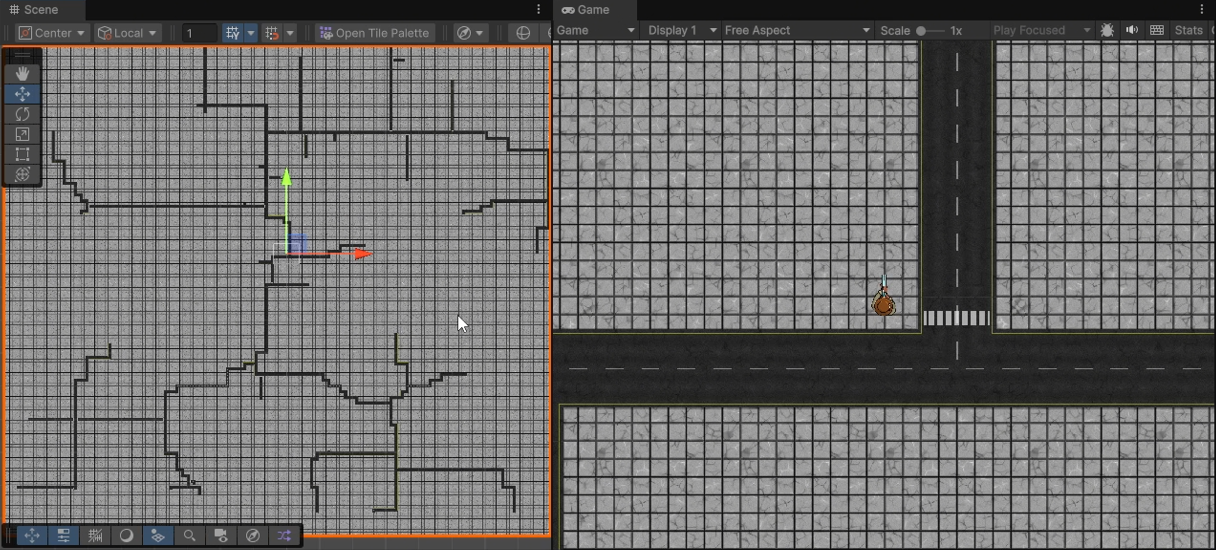 Scene
Game
Center
Local
1
Open Tile Palette
Game
Display 1
Free Aspect
Scale
1x
Play Focused
Stats